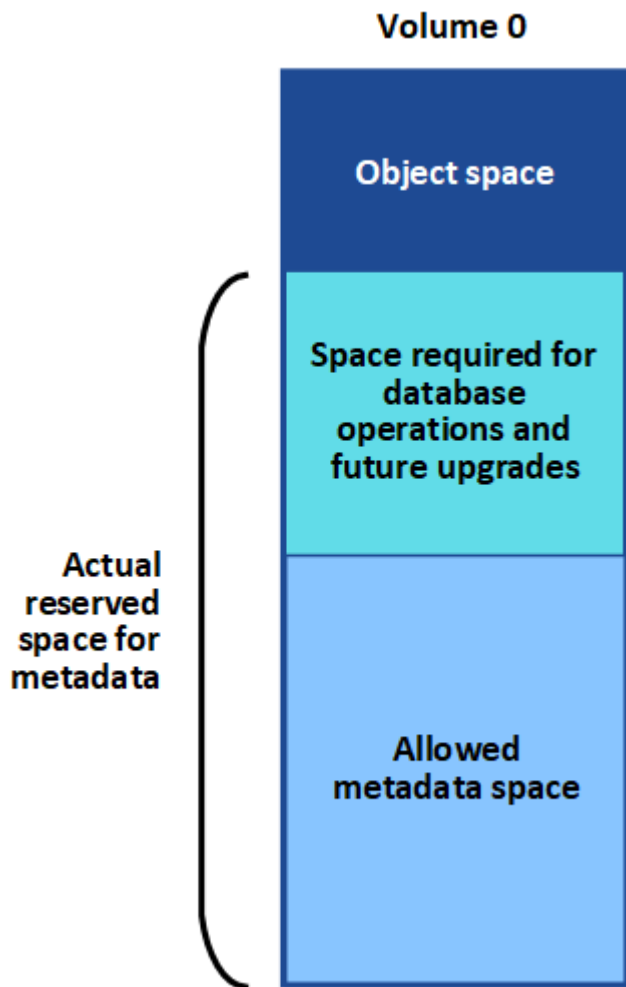 Volume 0
Object space
Space required for
database
operations and
future upgrades
Actual
reserved
space for
metadata
Allowed
metadata space